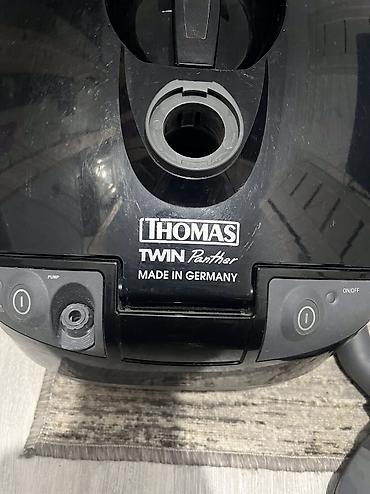 THOMAS
TWIN Panther
MADE IN GERMANY
PUMP
ON/OFF